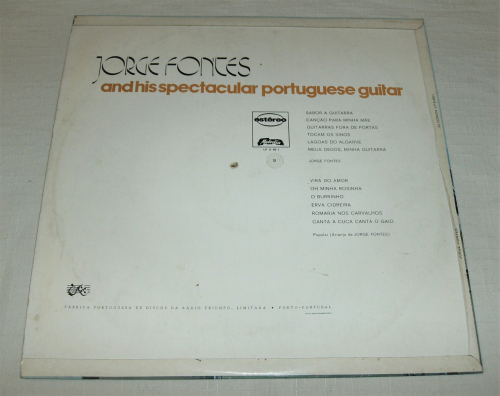 JORGE FONTES
and his spectacular portuguese guitar
estéreo
SABOR A GUITARRA
CANÇÃO PARA MINHA MÃE
GUITARRAS FORA DE PORTAS
TOCAM OS SINOS
LAGOAS DO ALGARVE
MEUS DEDOS, MINHA GUITARRA
JORGE FONTES
VIRA DO AMOR
OH MINHA ROSINHA
O BURRINHO
ERVA CIDREIRA
ROMARIA NOS CARVALHOS
CANTA A CUCA CANTA O GAIO
Popular (Arranjo de JORGE FONTES)
FÁBRICA PORTUGUESA DE DISCOS DA RÁDIO TRIUNFO, LIMITADA • PORTO-PORTUGAL